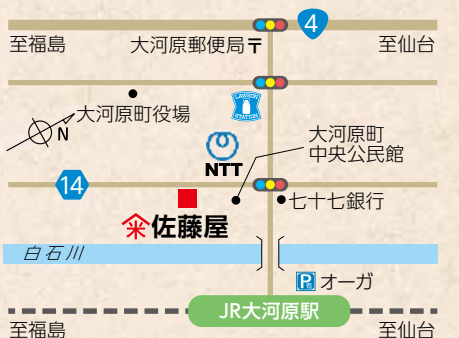 4
至福島
大河原郵便局〒
至仙台
大河原町役場
LAWSON
STATION
N
NTT
大河原町
中央公民館
14
七十七銀行
佐藤屋
白石川
P
オーガ
JR大河原駅
至福島
至仙台